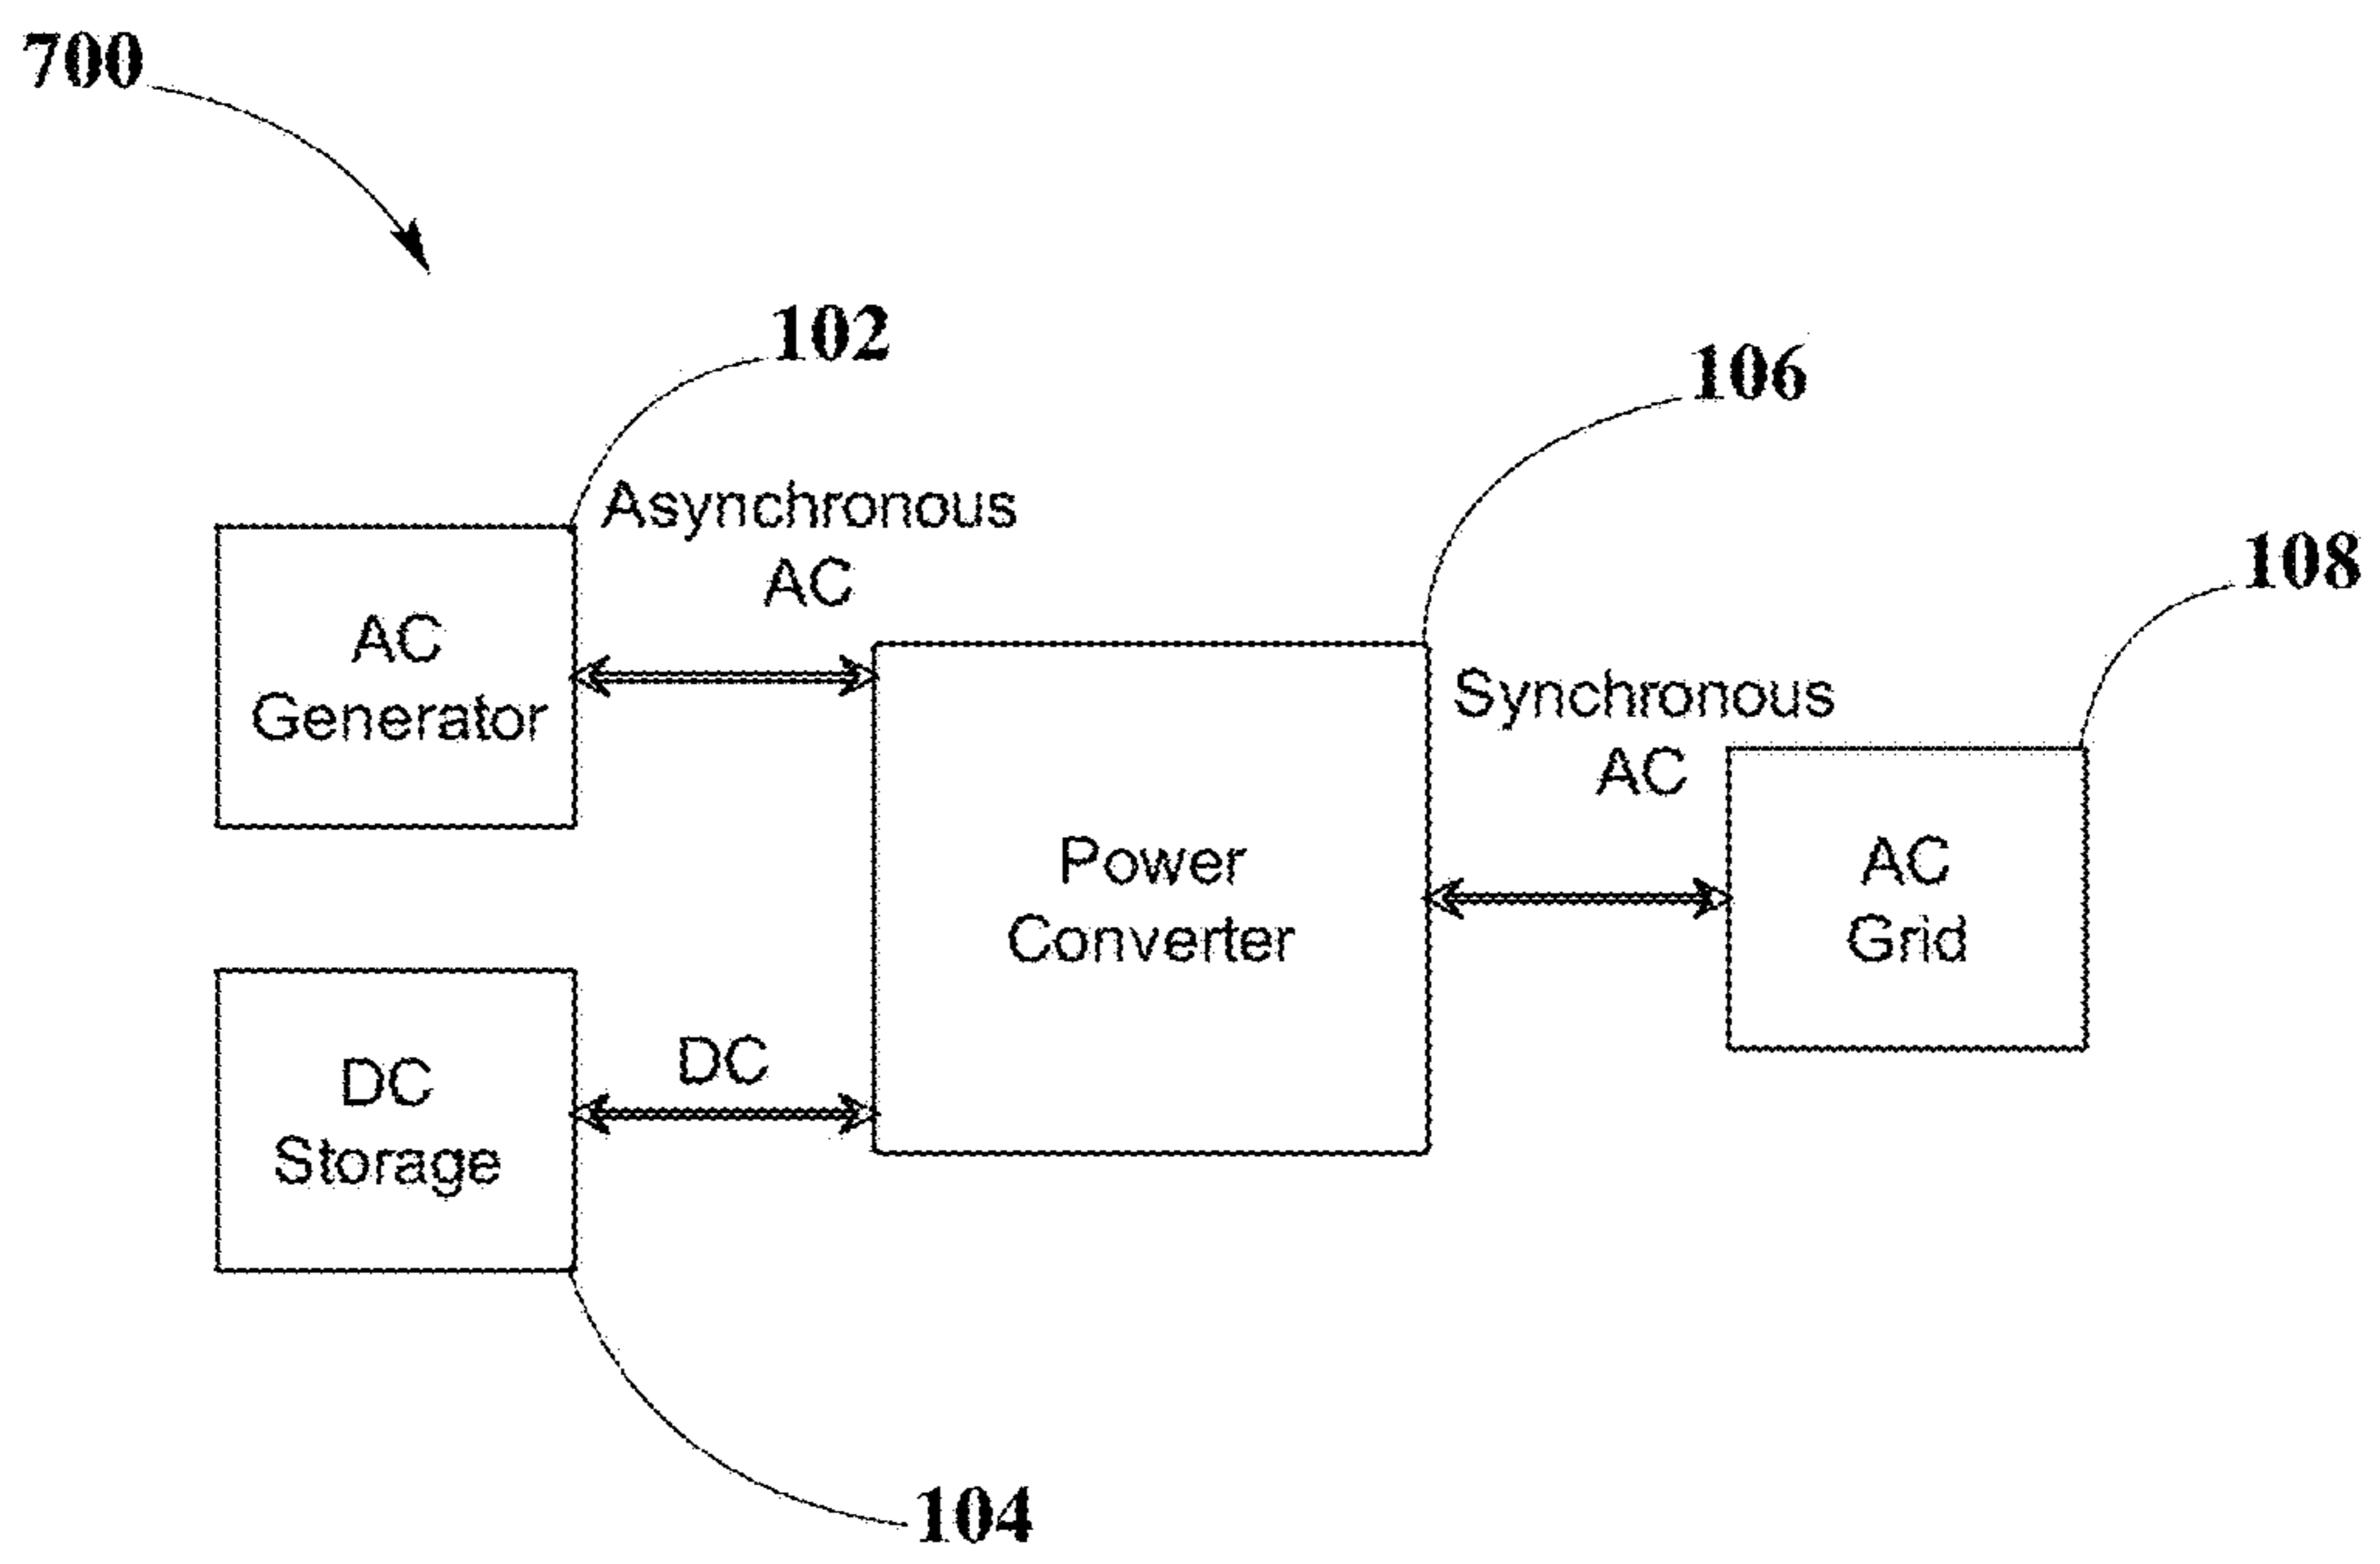 700
102
106
108
Asynchronous
AC
AC
Generator
Synchronous
AC
Power
Converter
AC
Grid
DC
DC
Storage
104